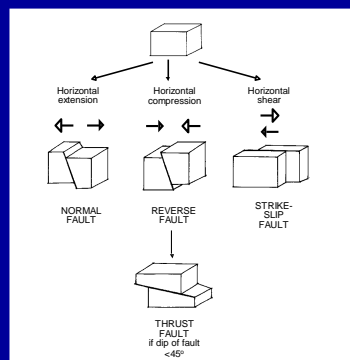 Horizontal
extension
Horizontal
compression
Horizontal
shear
NORMAL
FAULT
REVERSE
FAULT
STRIKE-
SLIP
FAULT
THRUST
FAULT
if dip of fault
<45°